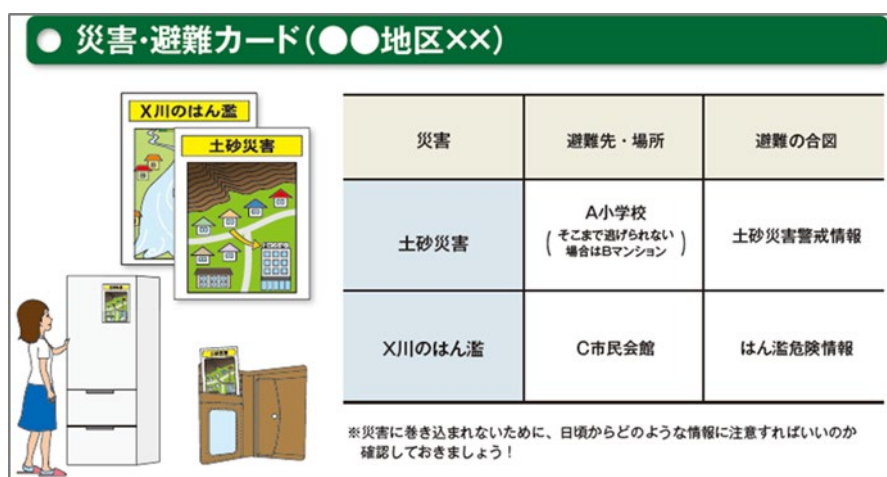 災害・避難カード(●●地区××)
X川のはん濫
土砂災害
災害
避難先・場所
避難の合図
土砂災害
A小学校
(そこまで逃げられない
場合はBマンション)
土砂災害警戒情報
X川のはん濫
C市民会館
はん濫危険情報
※災害に巻き込まれないために、日頃からどのような情報に注意すればいいのか
確認しておきましょう!